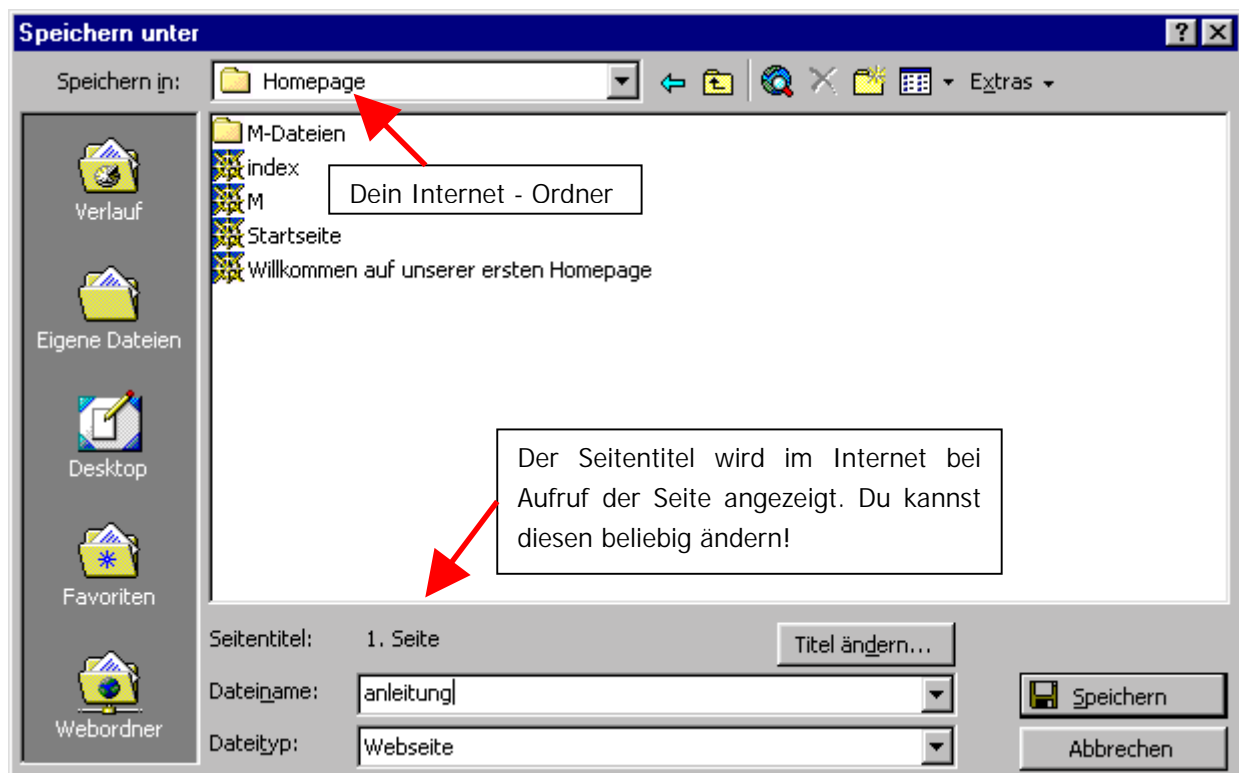 Speichern unter
Speichern in:
Homepage
Extras
Verlauf
Eigene Dateien
Desktop
Favoriten
Webordner
M-Dateien
index
M
Startseite
Willkommen auf unserer ersten Homepage
Dein Internet - Ordner
Der Seitentitel wird im Internet bei
Aufruf der Seite angezeigt. Du kannst
diesen beliebig ändern!
Seitentitel: 1. Seite
Titel ändern...
Dateiname: anleitung
Speichern
Dateityp: Webseite
Abbrechen